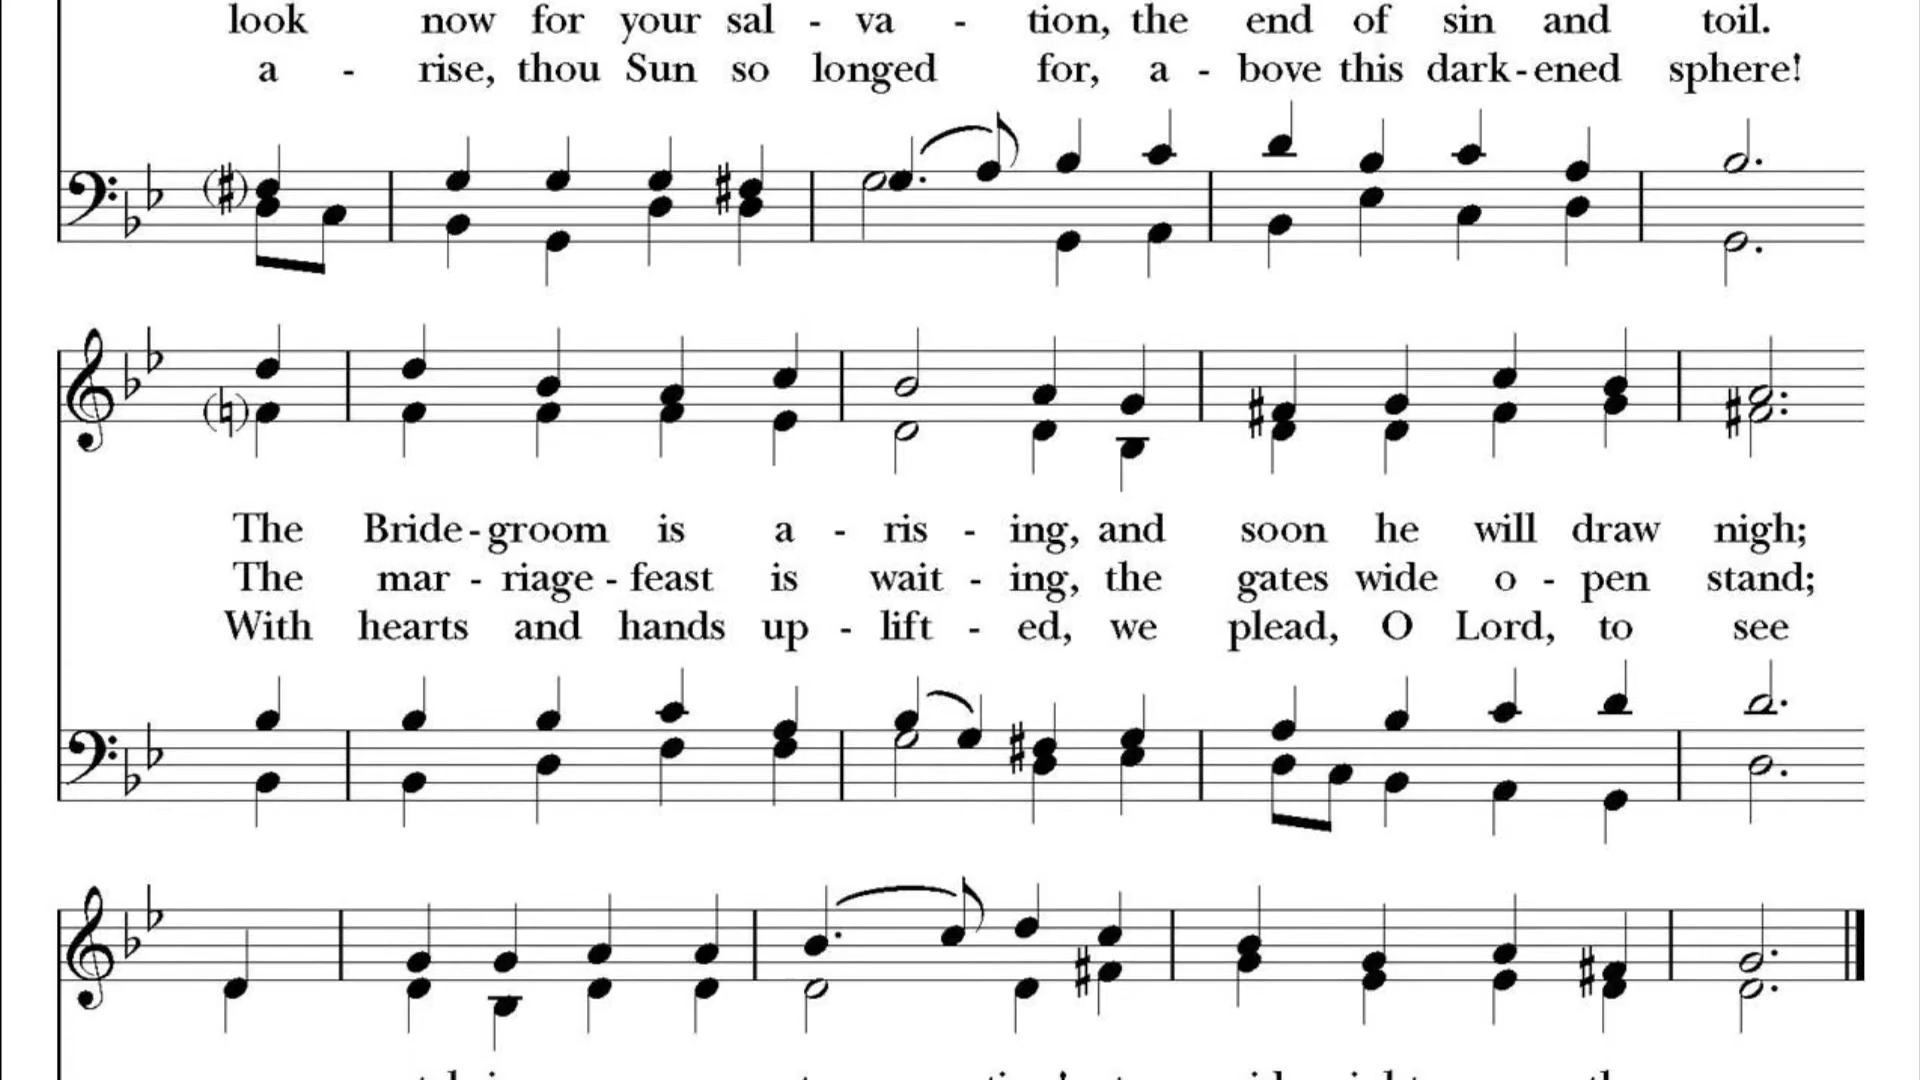 look now for your sal - va - tion, the end of sin and toil.
a - rise, thou Sun so longed for, a - bove this dark - ened sphere!
The Bride - groom is a - ris - ing, and soon he will draw nigh;
The mar - riage - feast is wait - ing, the gates wide o - pen stand;
With hearts and hands up - lift - ed, we plead, O Lord, to see